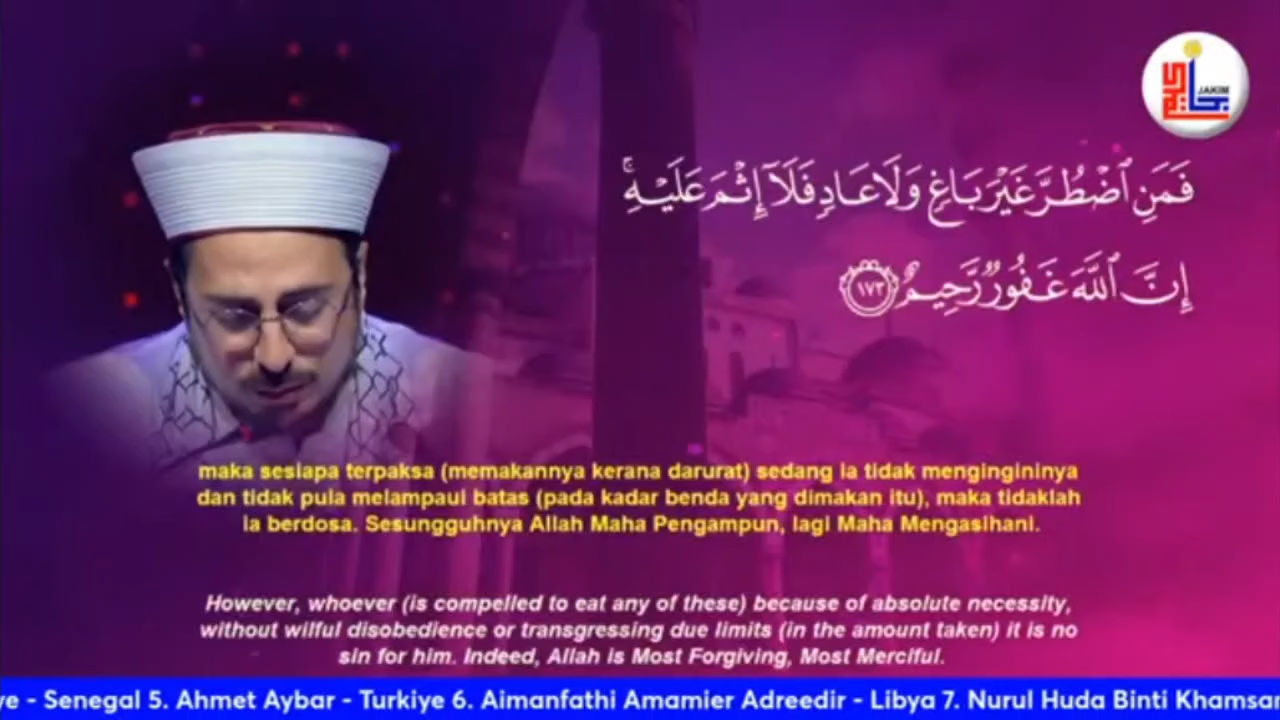 JAKIM
فَمَنِ ٱضْطُرَّ غَيْرَ بَاغٍ وَلَا عَادٍ فَلَآ إِثْمَ عَلَيْهِ ۚ
إِنَّ ٱللَّهَ غَفُورٌ رَّحِيمٌ ١٧٣
maka sesiapa terpaksa (memakannya kerana darurat) sedang ia tidak mengingininya
dan tidak pula melampaui batas (pada kadar benda yang dimakan itu), maka tidaklah
ia berdosa. Sesungguhnya Allah Maha Pengampun, lagi Maha Mengasihani.
However, whoever (is compelled to eat any of these) because of absolute necessity,
without wilful disobedience or transgressing due limits (in the amount taken) it is no
sin for him. Indeed, Allah is Most Forgiving, Most Merciful.
ye - Senegal 5. Ahmet Aybar - Turkiye 6. Aimanfathi Amamier Adreedir - Libya 7. Nurul Huda Binti Khamsan